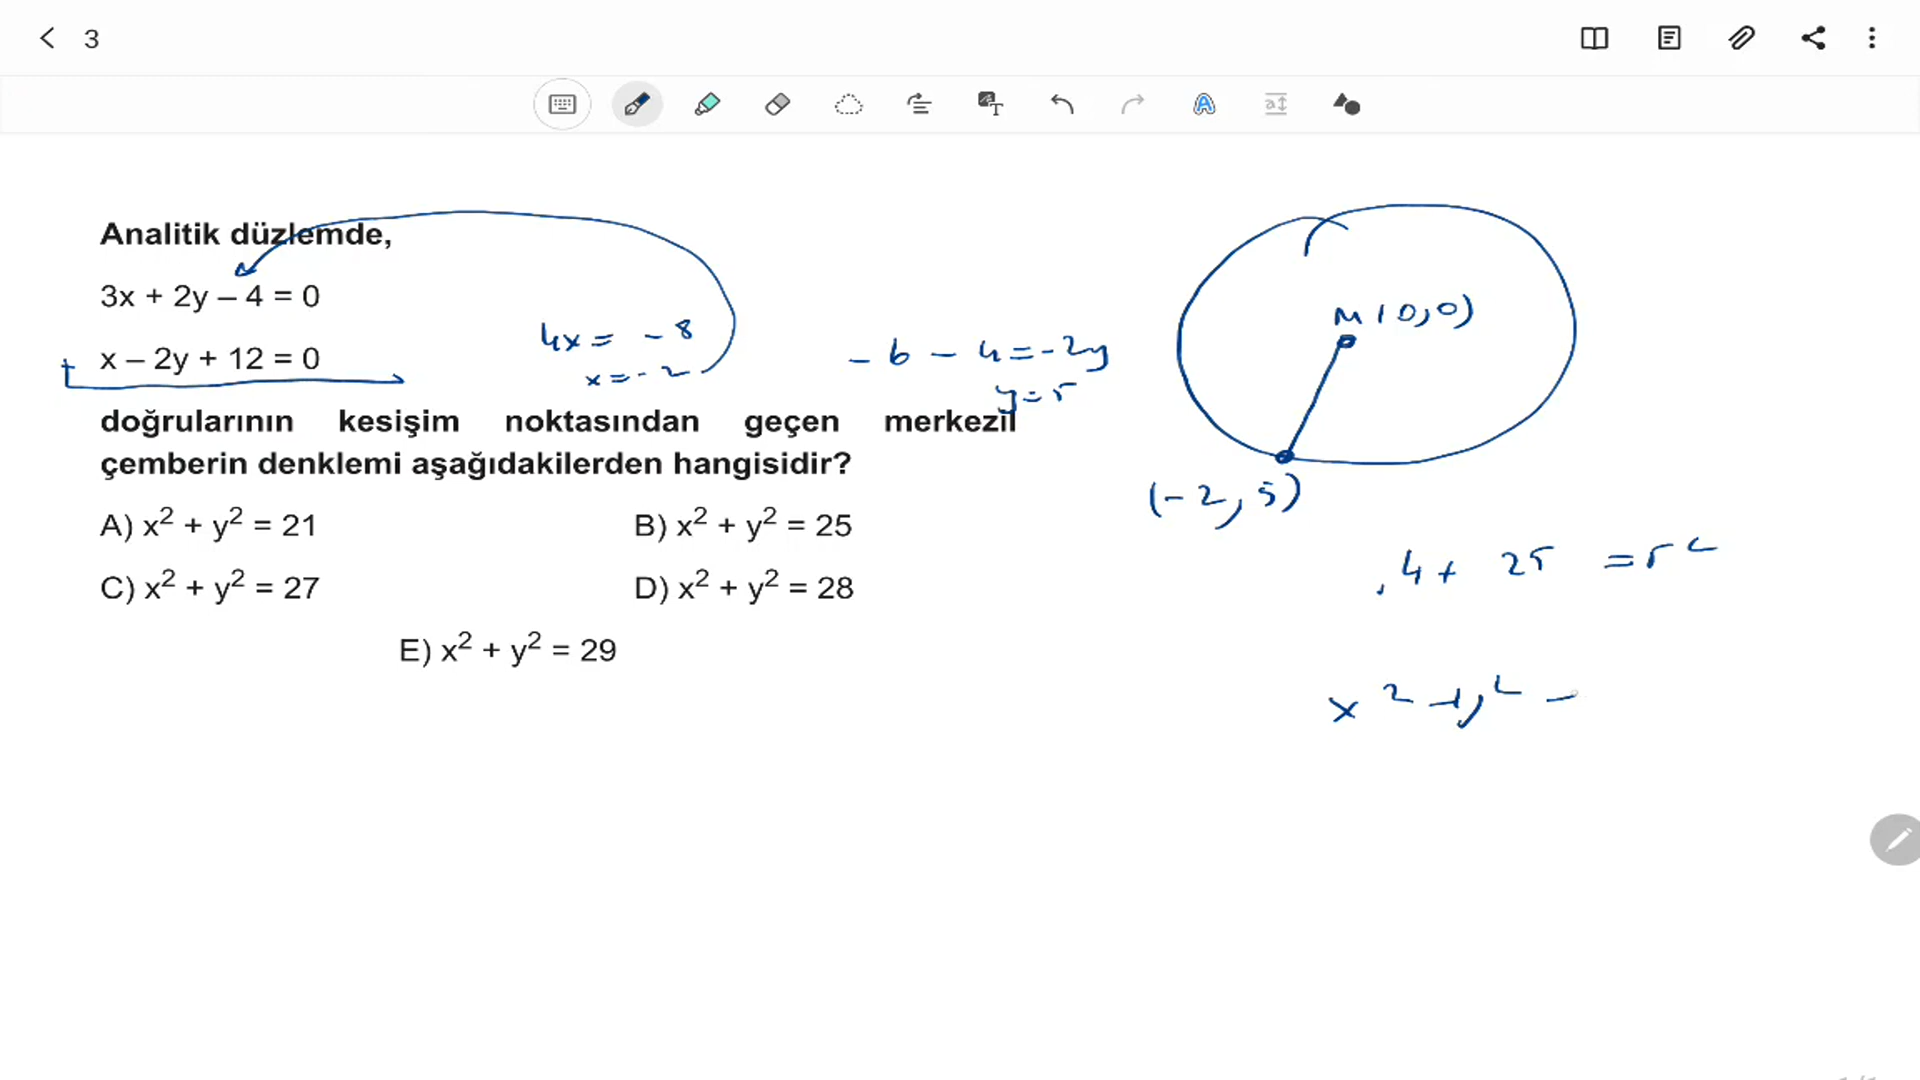 3
Analitik düzlemde,
3x + 2y – 4 = 0
x – 2y + 12 = 0
4x = - 8
x = - 2
- 6 - 4 = -2y
y = 5
M(0,0)
doğrularının kesişim noktasından geçen merkezil
çemberin denklemi aşağıdakilerden hangisidir?
(-2, 5)
A) x² + y² = 21
B) x² + y² = 25
C) x² + y² = 27
D) x² + y² = 28
E) x² + y² = 29
4 + 25 = r²
x² + y² =